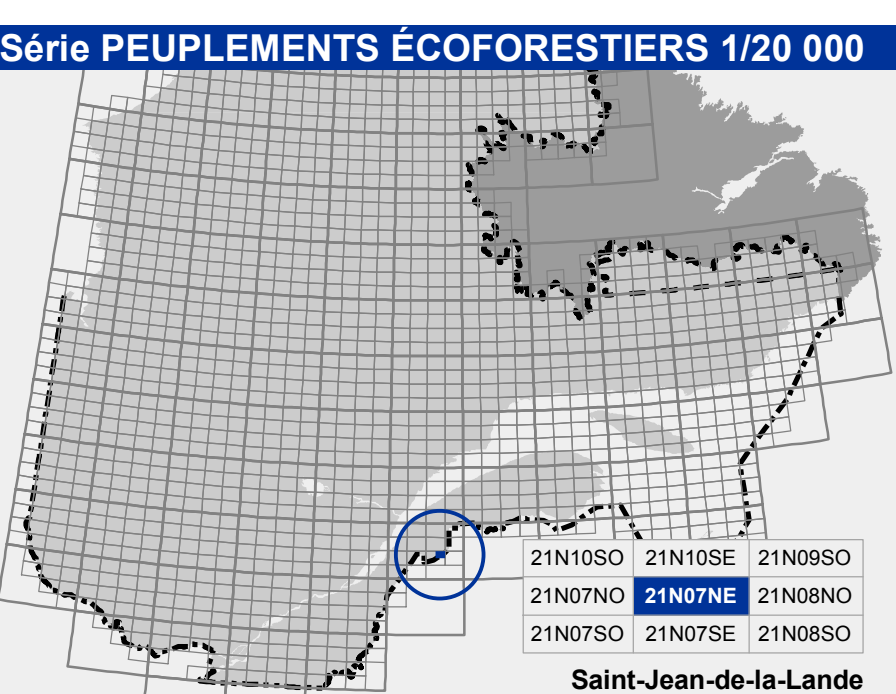 Série PEUPLEMENTS ÉCOFORESTIERS 1/20 000
21N10SO 21N10SE 21N09SO
21N07NO 21N07NE 21N08NO
21N07SO 21N07SE 21N08SO
Saint-Jean-de-la-Lande